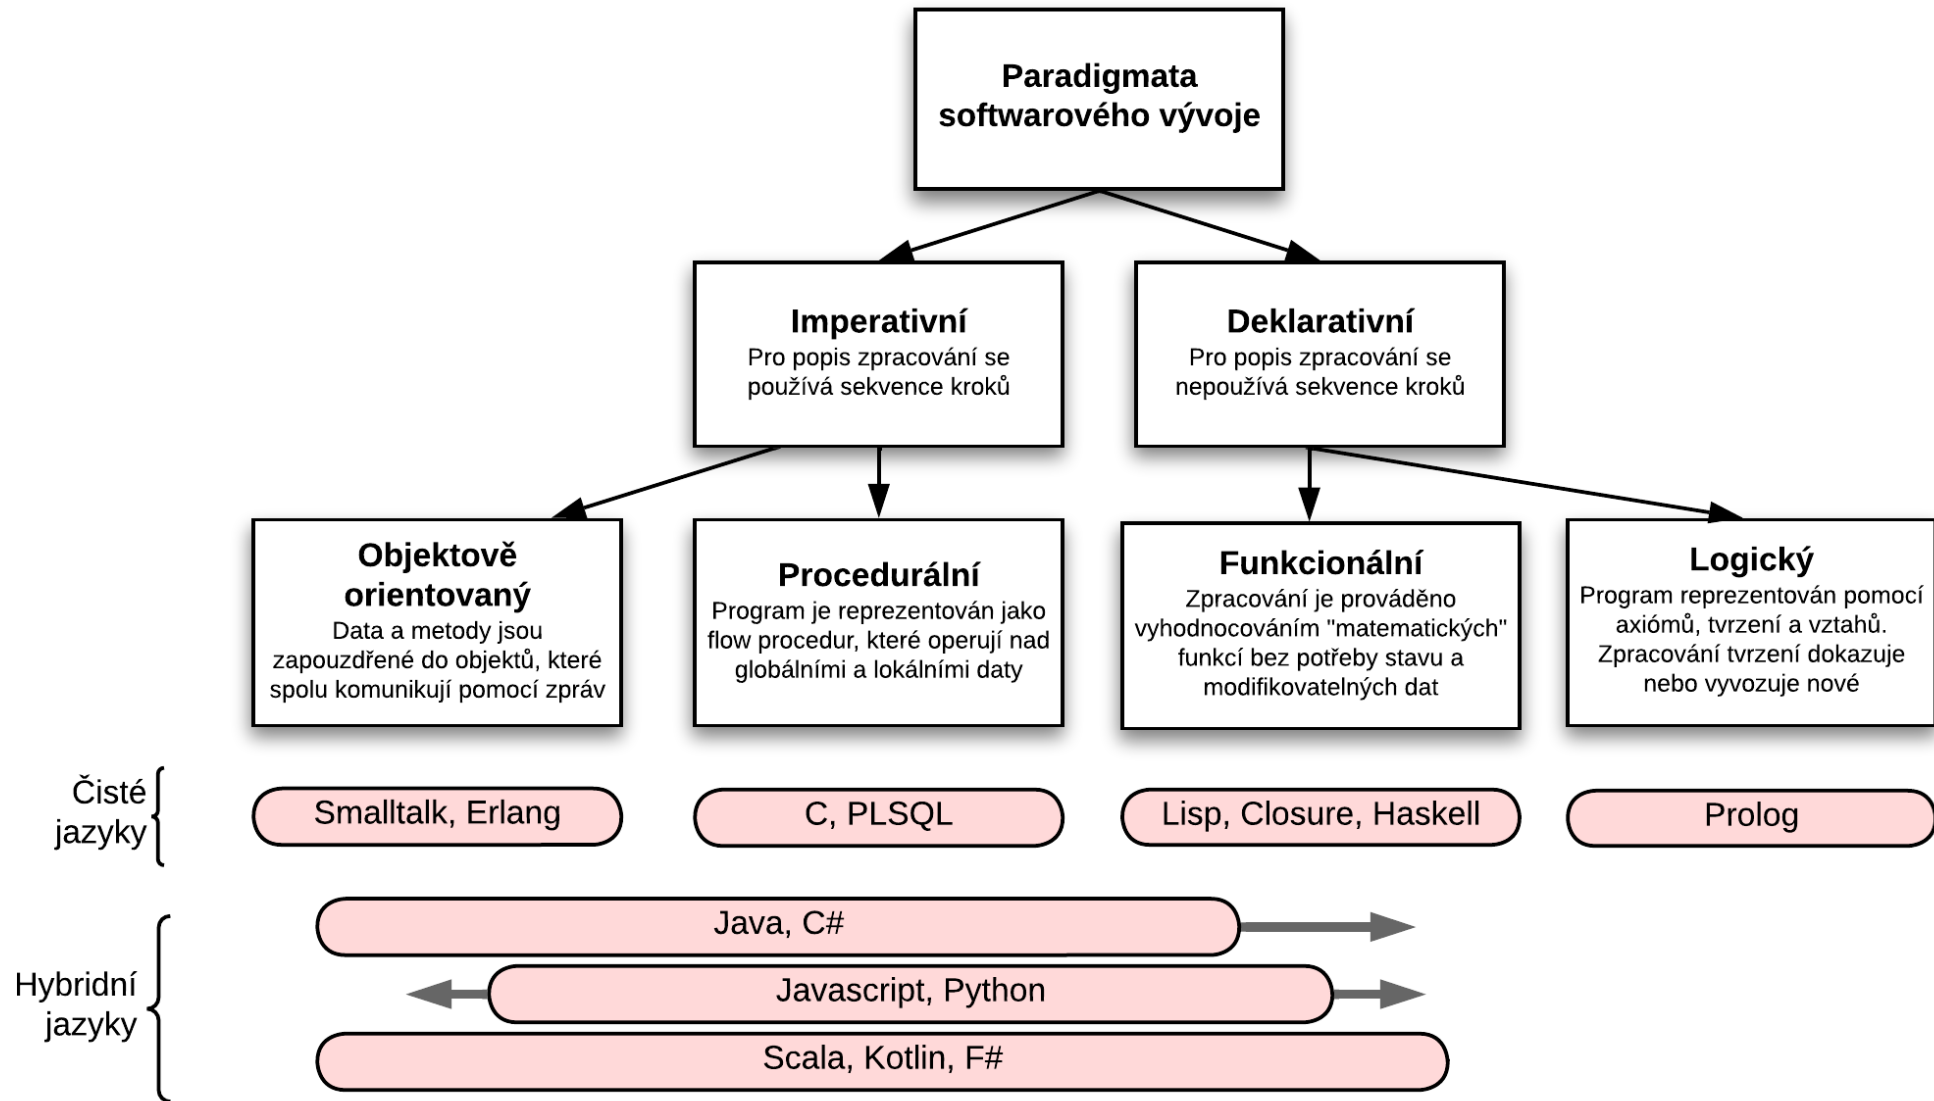 Paradigmata
softwarového vývoje
Imperativní
Pro popis zpracování se
používá sekvence kroků
Deklarativní
Pro popis zpracování se
nepoužívá sekvence kroků
Objektově
orientovaný
Data a metody jsou
zapouzdřené do objektů, které
spolu komunikují pomocí zpráv
Procedurální
Program je reprezentován jako
flow procedur, které operují nad
globálními a lokálními daty
Funkcionální
Zpracování je prováděno
vyhodnocováním "matematických"
funkcí bez potřeby stavu a
modifikovatelných dat
Logický
Program reprezentován pomocí
axiómů, tvrzení a vztahů.
Zpracování tvrzení dokazuje
nebo vyvozuje nové
Čisté
jazyky
Smalltalk, Erlang
C, PLSQL
Lisp, Closure, Haskell
Prolog
Hybridní
jazyky
Java, C#
Javascript, Python
Scala, Kotlin, F#